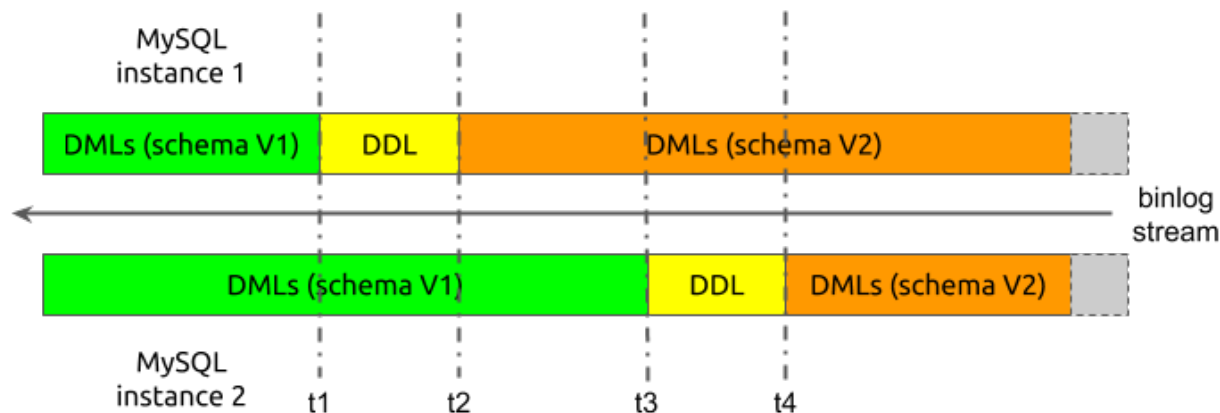 MySQL
instance 1
DMLs (schema V1)
DDL
DMLs (schema V2)
binlog
stream
DMLs (schema V1)
DDL
DMLs (schema V2)
MySQL
instance 2
t1
t2
t3
t4